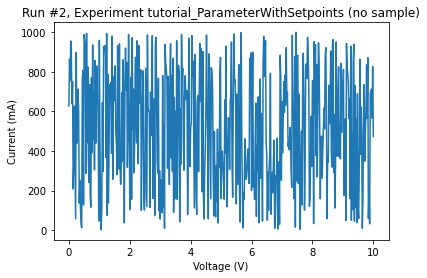 Run #2, Experiment tutorial_ParameterWithSetpoints (no sample)
1000
800
600
400
200
0
Current (mA)
0 2 4 6 8 10
Voltage (V)